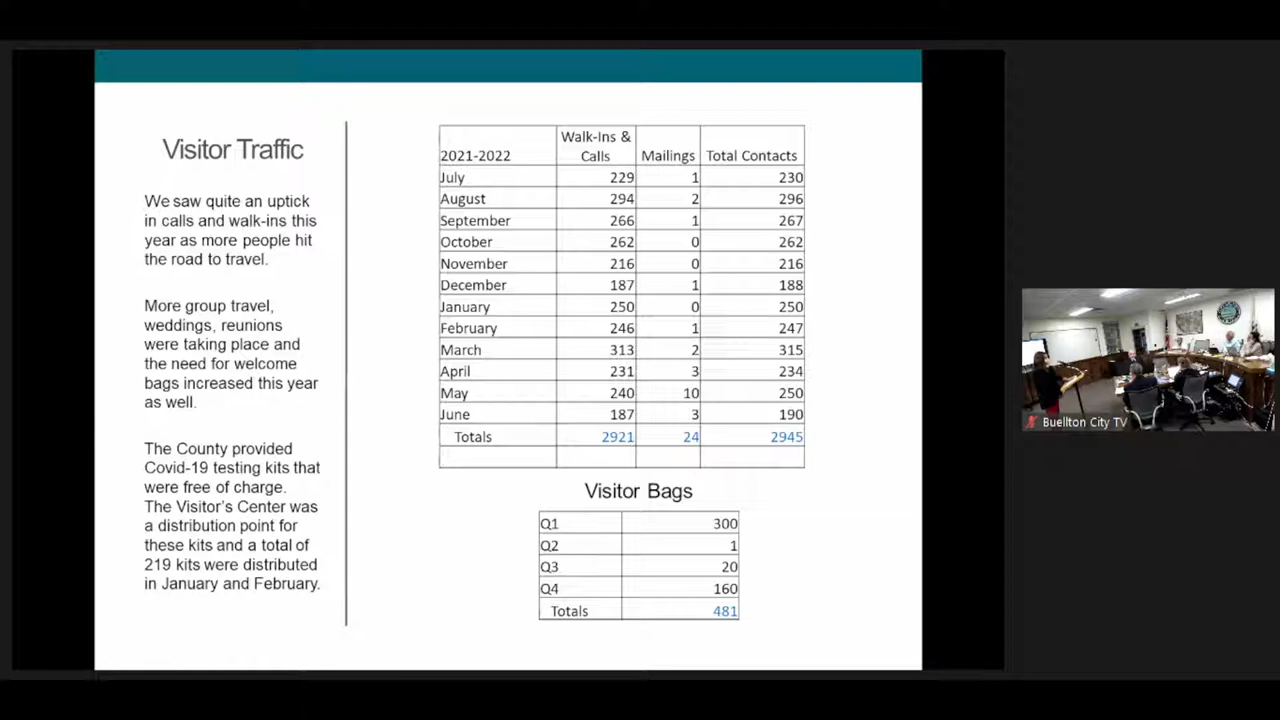 Visitor Traffic
We saw quite an uptick
in calls and walk-ins this
year as more people hit
the road to travel.
More group travel,
weddings, reunions
were taking place and
the need for welcome
bags increased this year
as well.
The County provided
Covid-19 testing kits that
were free of charge.
The Visitor's Center was
a distribution point for
these kits and a total of
219 kits were distributed
in January and February.
2021-2022 Walk-Ins & Calls Mailings Total Contacts
July 229 1 230
August 294 2 296
September 266 1 267
October 262 0 262
November 216 0 216
December 187 1 188
January 250 0 250
February 246 1 247
March 313 2 315
April 231 3 234
May 240 10 250
June 187 3 190
Totals 2921 24 2945
Visitor Bags
Q1 300
Q2 1
Q3 20
Q4 160
Totals 481
Buellton City TV